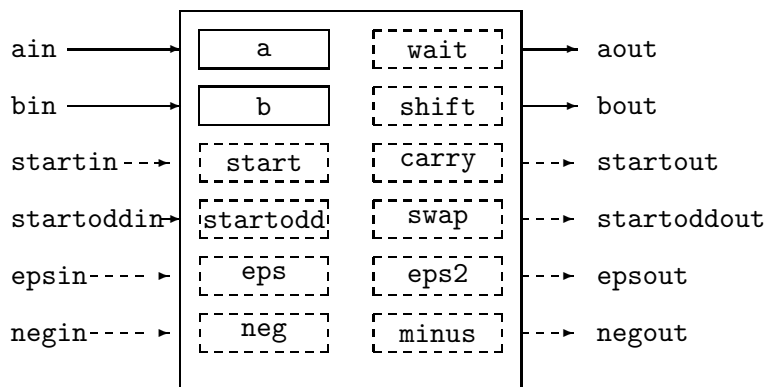 ain a wait aout
bin b shift bout
startin start carry startout
startoddin startodd swap startoddout
epsin eps eps2 epsout
negin neg minus negout